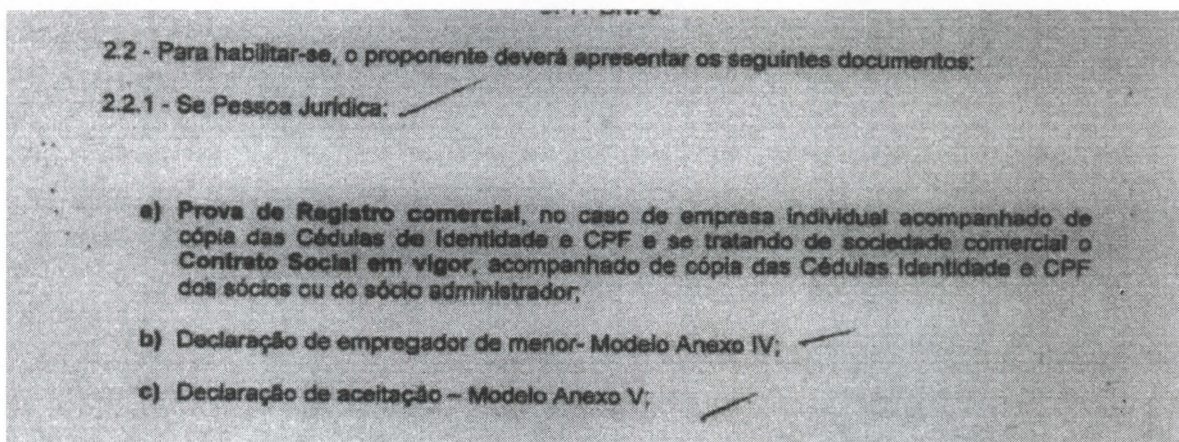 2.2 - Para habilitar-se, o proponente deverá apresentar os seguintes documentos:
2.2.1 - Se Pessoa Jurídica:
a) Prova de Registro comercial, no caso de empresa individual acompanhado de
cópia das Cédulas de Identidade e CPF e se tratando de sociedade comercial o
Contrato Social em vigor, acompanhado de cópia das Cédulas Identidade e CPF
dos sócios ou do sócio administrador;
b) Declaração de empregador de menor- Modelo Anexo IV;
c) Declaração de aceitação – Modelo Anexo V;